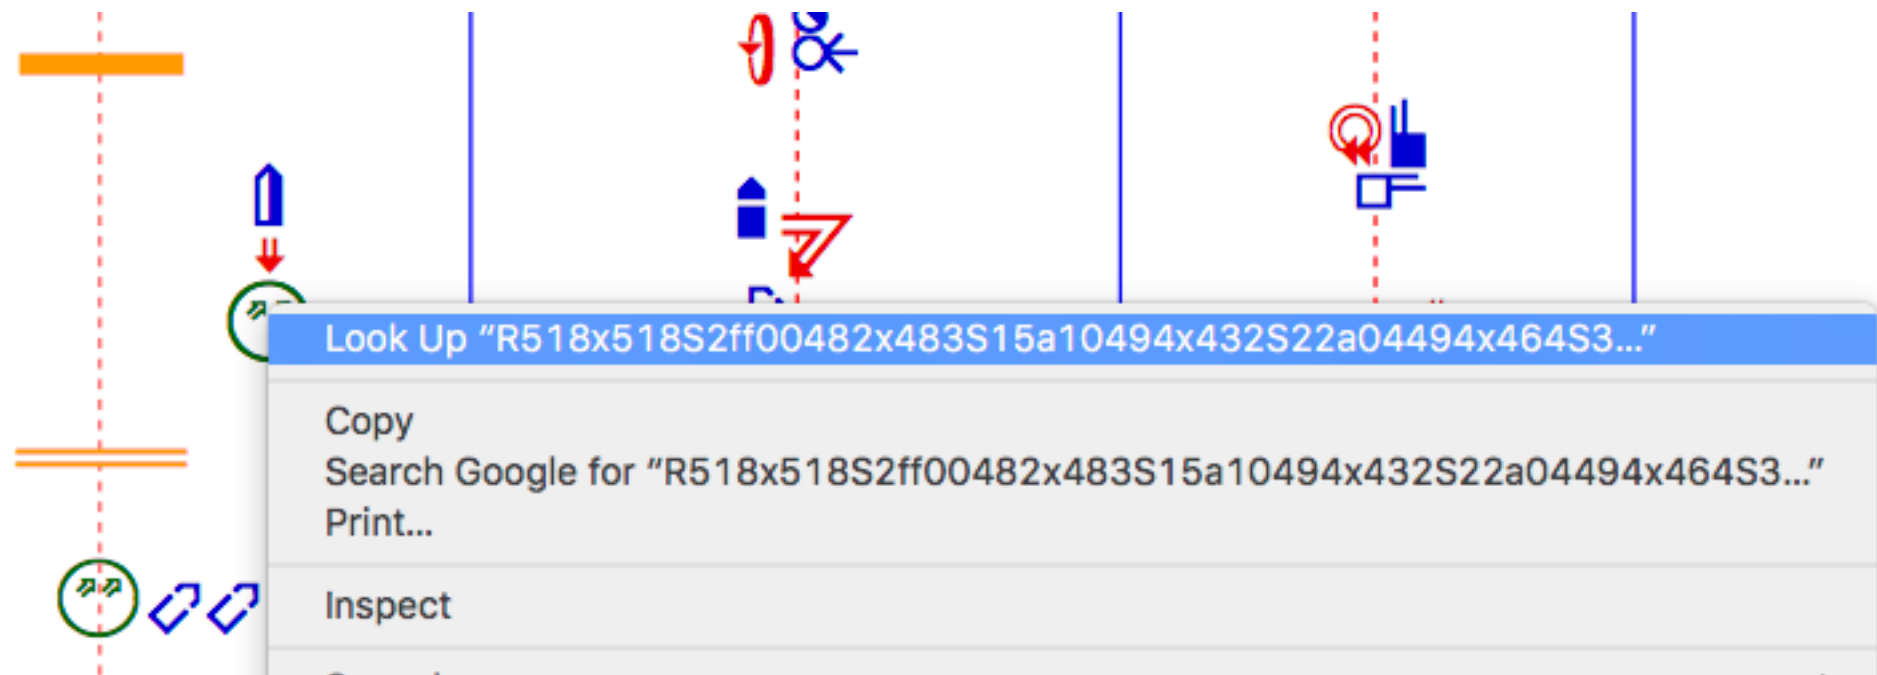 Look Up “R518x518S2ff00482x483S15a10494x432S22a04494x464S3...”
Copy
Search Google for “R518x518S2ff00482x483S15a10494x432S22a04494x464S3...”
Print...
Inspect